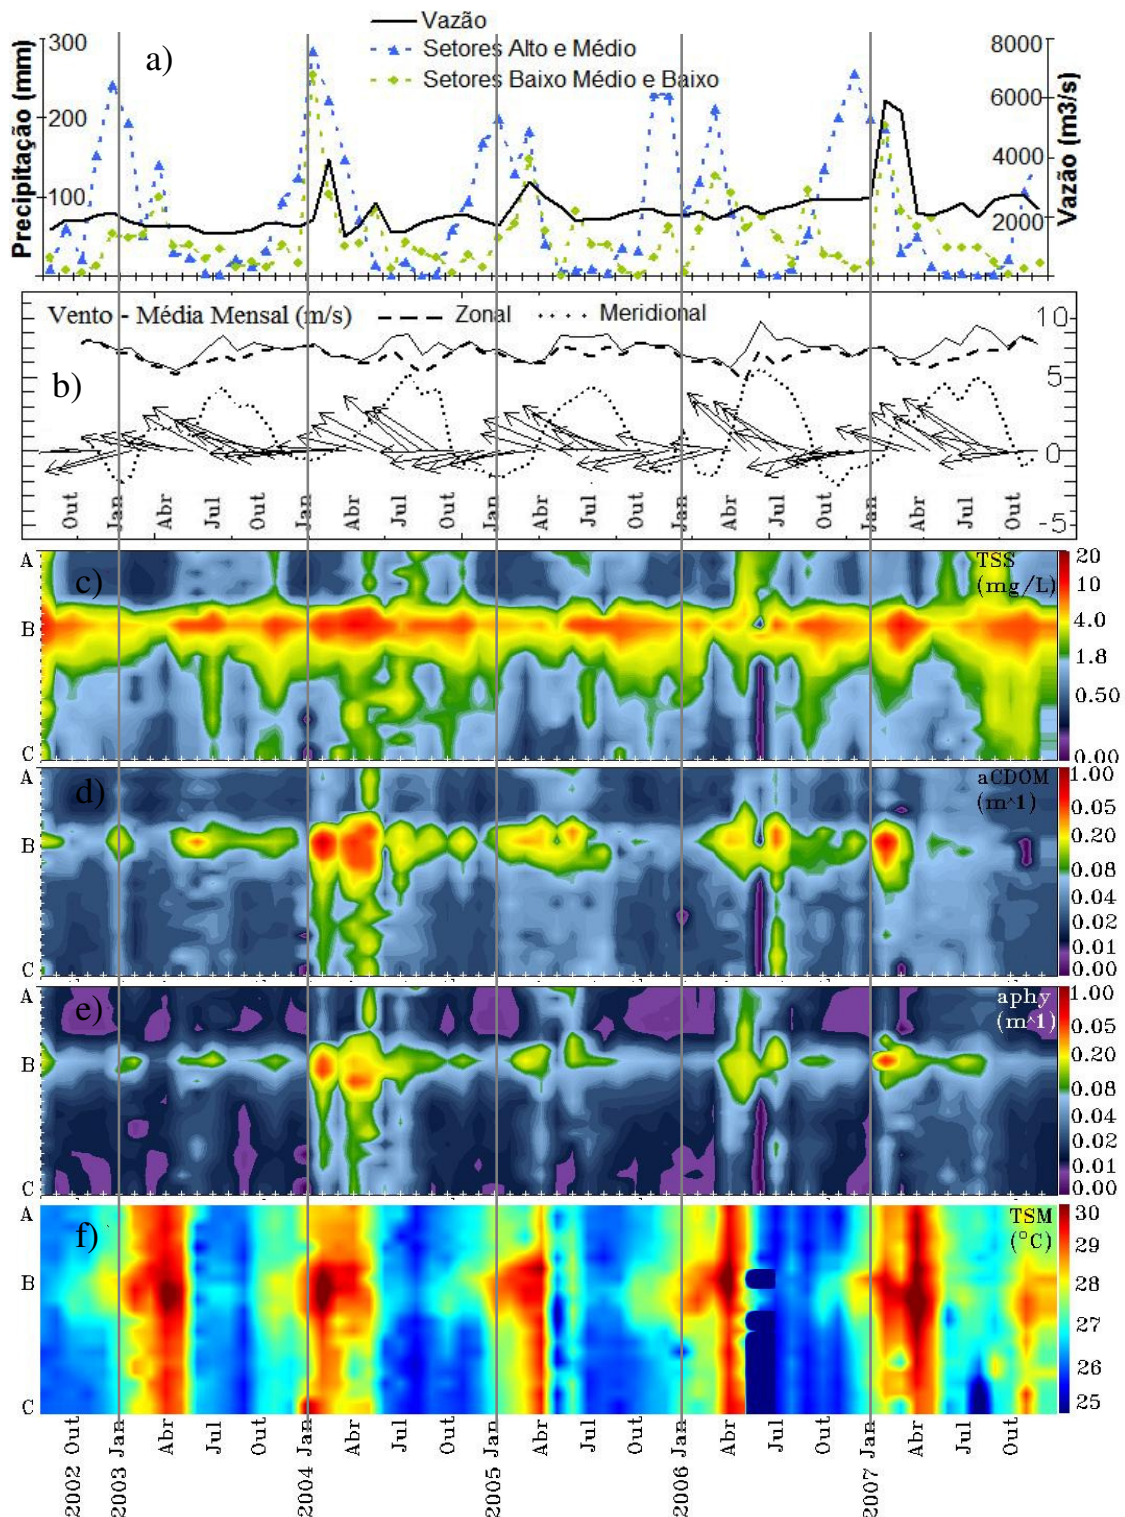 Vazão
Setores Alto e Médio
Setores Baixo Médio e Baixo
a)
Precipitação (mm)
300
200
100
8000
6000
4000
2000
0
Vazão (m3/s)
Vento - Média Mensal (m/s)
Zonal
Meridional
b)
10
5
0
-5
Out Jan Abr Jul Out Jan Abr Jul Out Jan Abr Jul Out Jan Abr Jul Out Jan Abr Jul Out
c)
A
B
C
TSS
(mg/L)
20
10
4.0
1.8
0.50
0.00
d)
A
B
C
aCDOM
(m^1)
1.00
0.05
0.20
0.08
0.04
0.02
0.01
0.00
e)
A
B
C
aphy
(m^1)
1.00
0.05
0.20
0.08
0.04
0.02
0.01
0.00
f)
A
B
C
TSM
(°C)
30
29
28
27
26
25
Out Jan Abr Jul Out Jan Abr Jul Out Jan Abr Jul Out Jan Abr Jul Out Jan Abr Jul Out
2002 2003 2004 2005 2006 2007